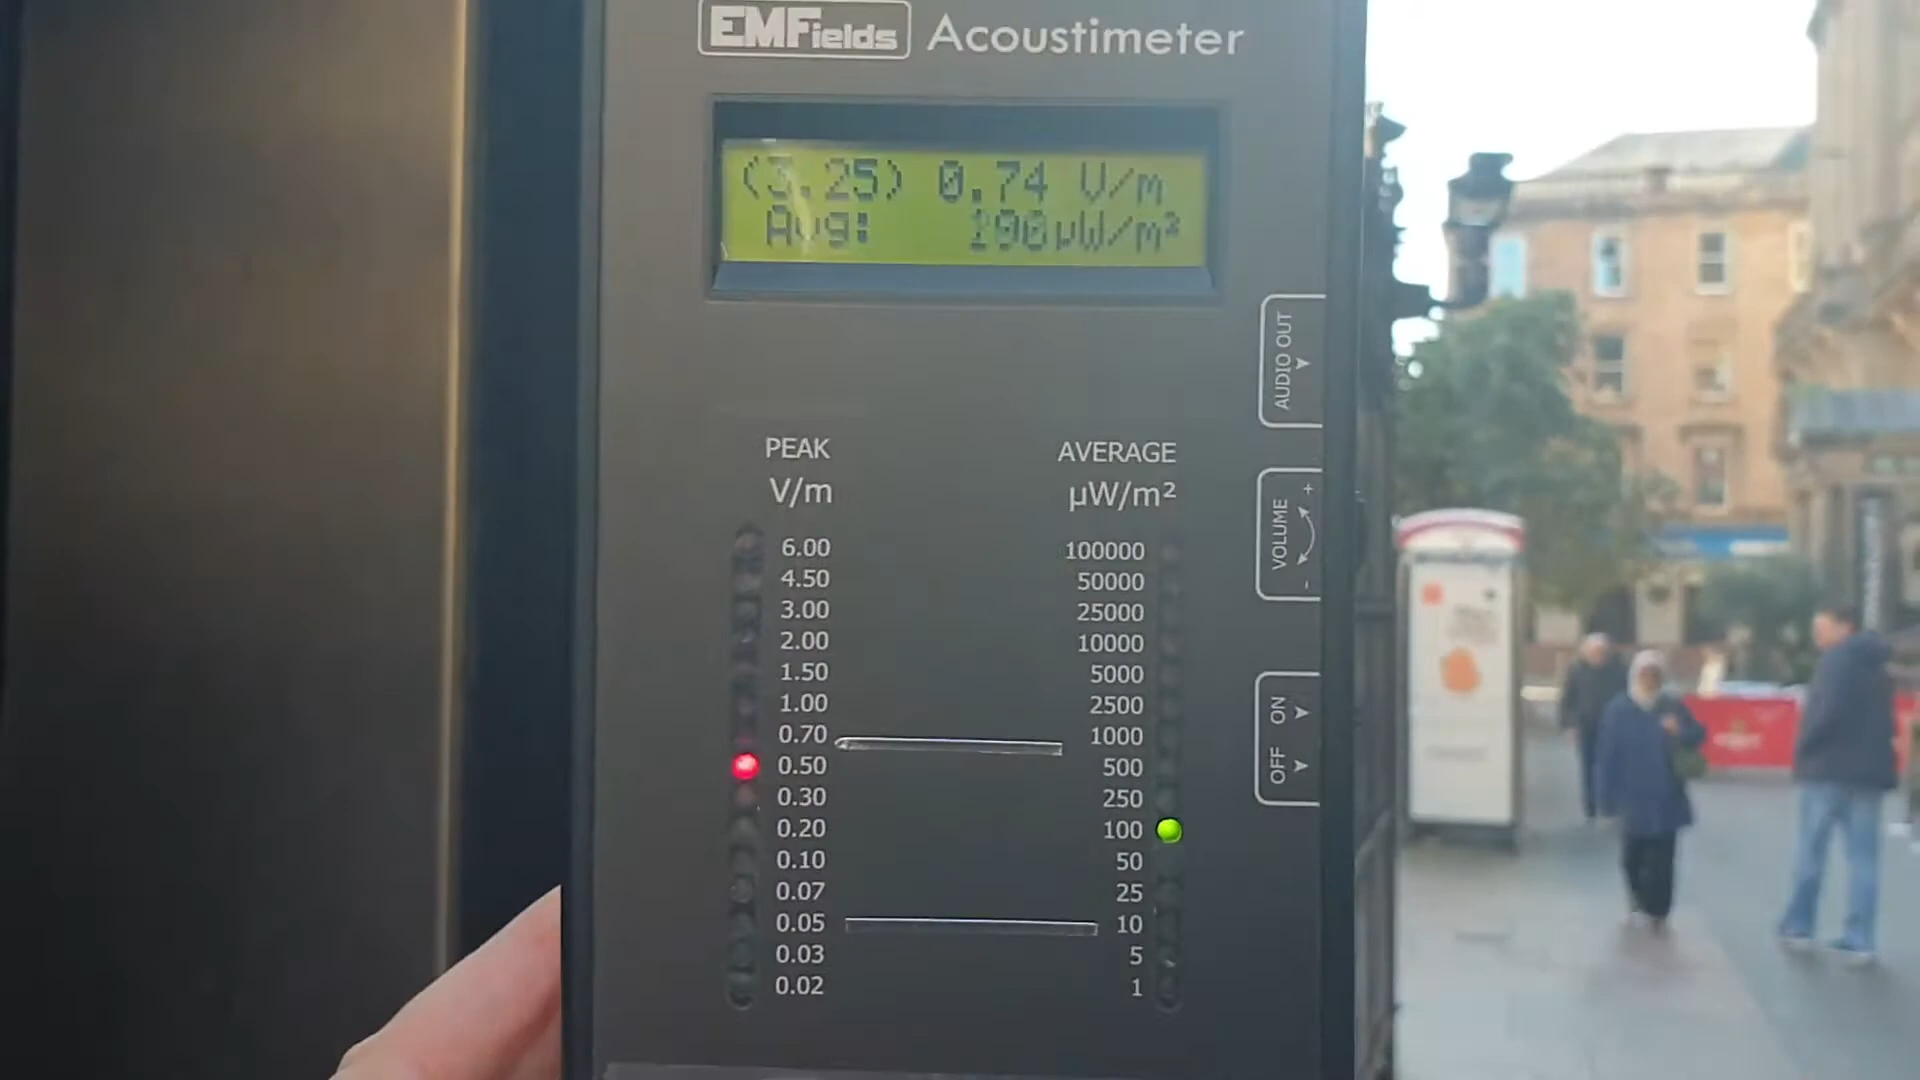 EMFields Acoustimeter
(3.25) 0.74 V/m
Avg: 190µW/m²
AUDIO OUT
VOLUME
- +
ON
OFF
PEAK
V/m
6.00
4.50
3.00
2.00
1.50
1.00
0.70
0.50
0.30
0.20
0.10
0.07
0.05
0.03
0.02
AVERAGE
µW/m²
100000
50000
25000
10000
5000
2500
1000
500
250
100
50
25
10
5
1